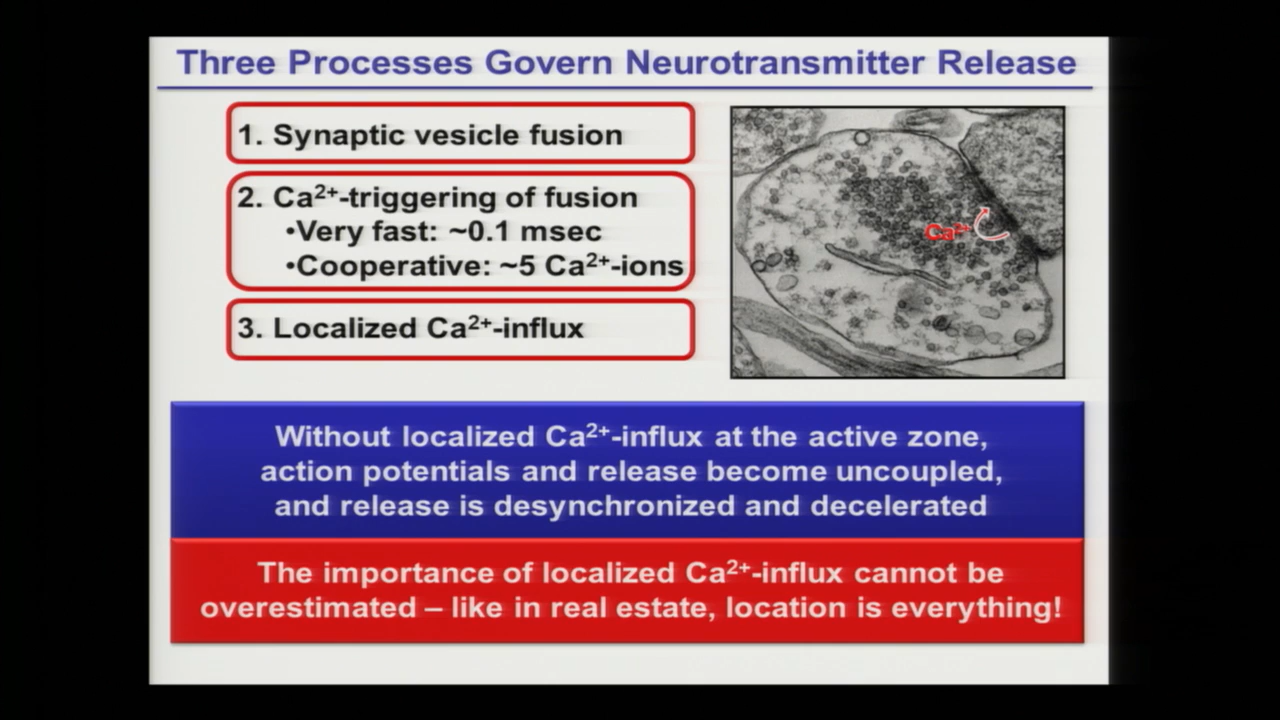 Three Processes Govern Neurotransmitter Release
1. Synaptic vesicle fusion
2. Ca²⁺-triggering of fusion
•Very fast: ~0.1 msec
•Cooperative: ~5 Ca²⁺-ions
3. Localized Ca²⁺-influx
Ca²⁺
Without localized Ca²⁺-influx at the active zone,
action potentials and release become uncoupled,
and release is desynchronized and decelerated
The importance of localized Ca²⁺-influx cannot be
overestimated – like in real estate, location is everything!